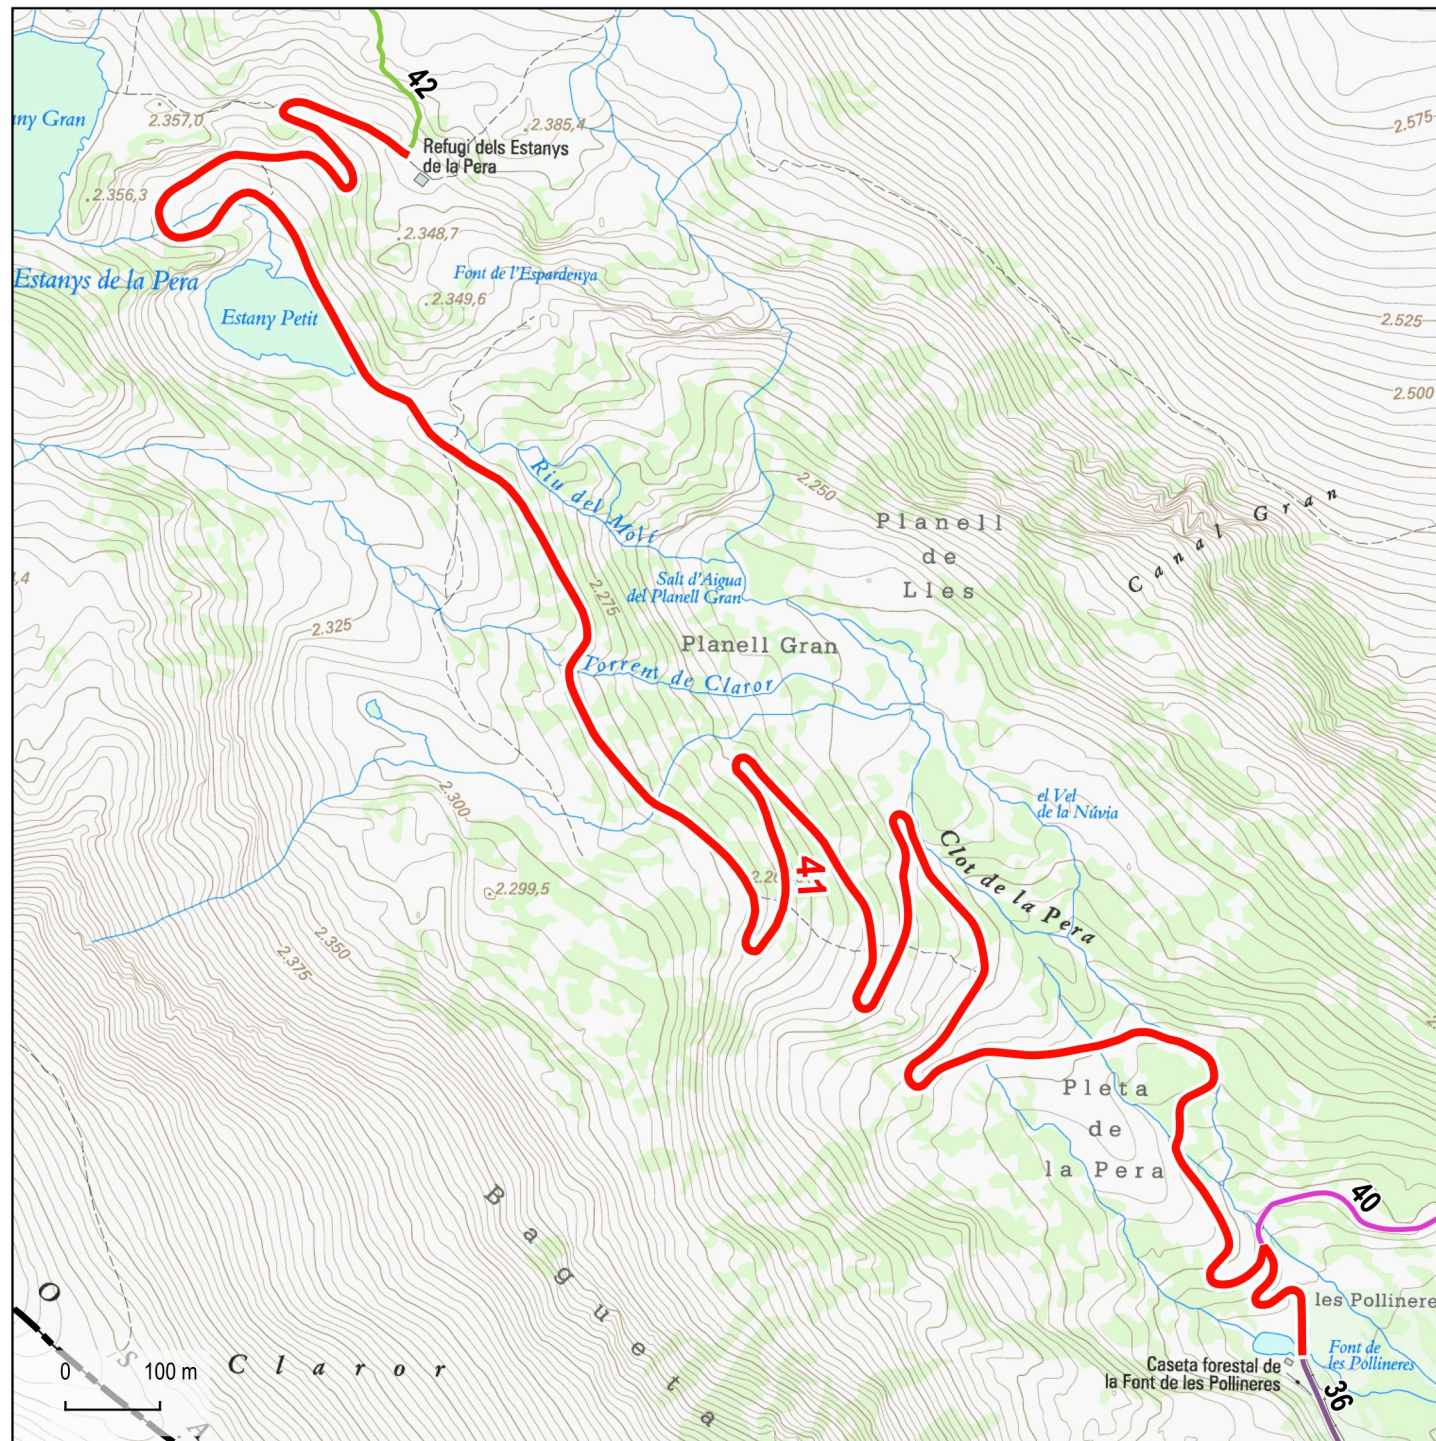 42
2.357,0
2.385,4
2.575
any Gran
Refugi dels Estanys
de la Pera
2.356,3
2.348,7
Font de l'Espardenya
Estanys de la Pera
2.349,6
Estany Petit
2.525
2.500
Riu del Molí
2.250
Canal Gran
Planell
de
Lles
Salt d'Aigua
del Planell Gran
2.275
2.325
Planell Gran
Torrent de Claror
2.300
el Vel
de la Núvia
41
Clot de la Pera
2.299,5
2.350
2.375
Pleta
de
la Pera
40
Bagueta
les Pollinere
O
S
A
Claror
0 100 m
Font de
les Pollineres
Caseta forestal de
la Font de les Pollineres
36